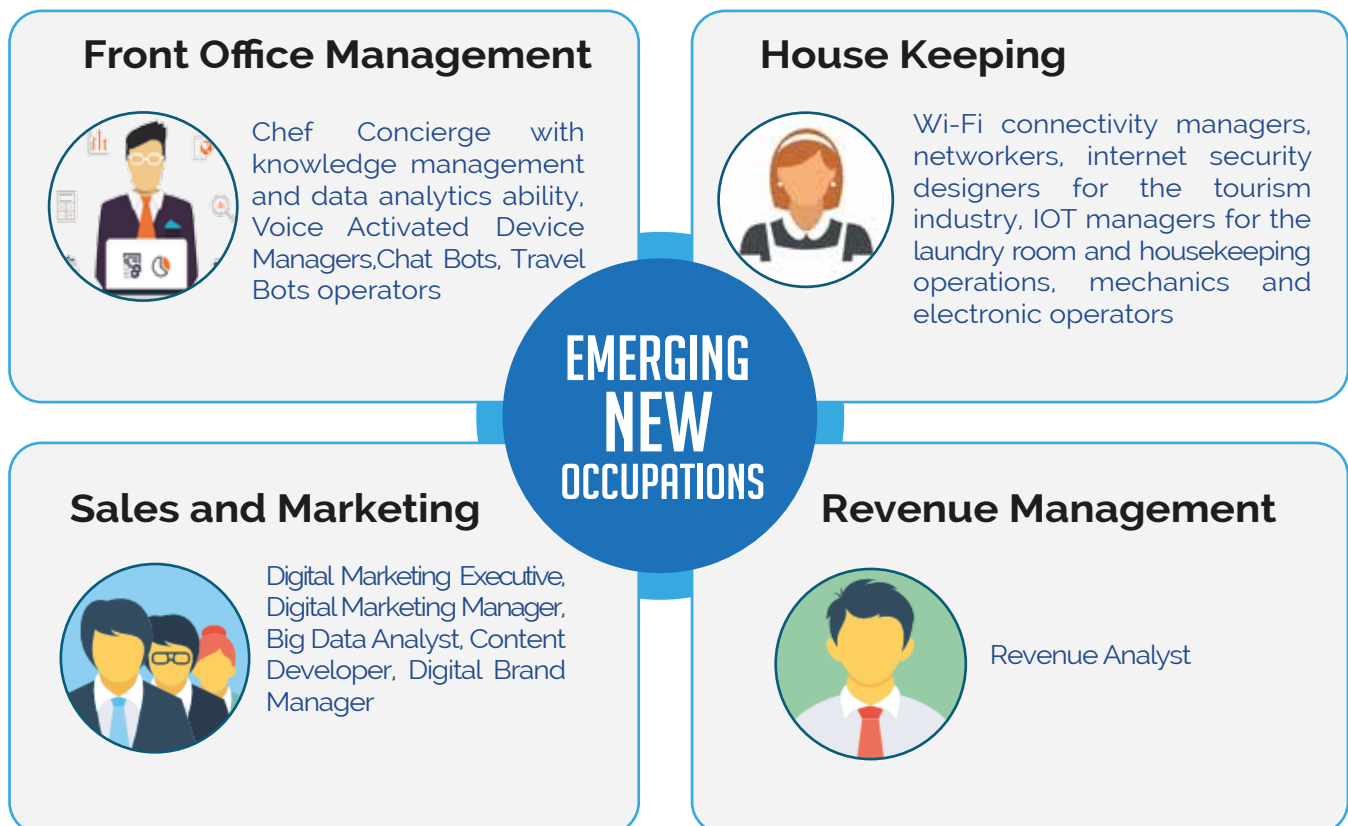 Front Office Management
Chef Concierge with
knowledge management
and data analytics ability,
Voice Activated Device
Managers,Chat Bots, Travel
Bots operators
House Keeping
Wi-Fi connectivity managers,
networkers, internet security
designers for the tourism
industry, IOT managers for the
laundry room and housekeeping
operations, mechanics and
electronic operators
EMERGING
NEW
OCCUPATIONS
Sales and Marketing
Digital Marketing Executive,
Digital Marketing Manager,
Big Data Analyst, Content
Developer, Digital Brand
Manager
Revenue Management
Revenue Analyst